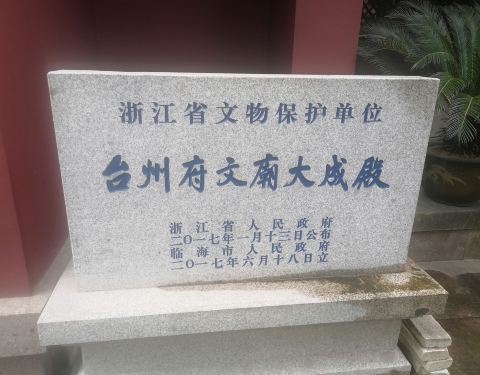 浙江省文物保护单位
台州府文廟大成殿
浙江省人民政府
二〇一七年一月十三日公布
临海市人民政府
二〇一七年六月十八日立